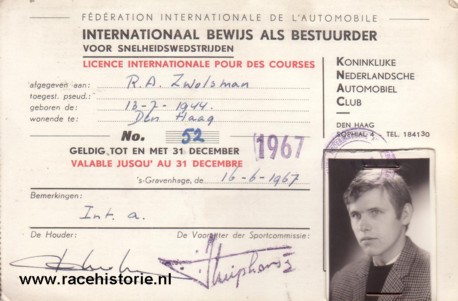 FÉDÉRATION INTERNATIONALE DE L'AUTOMOBILE
INTERNATIONAAL BEWIJS ALS BESTUURDER
VOOR SNELHEIDSWEDSTRIJDEN
LICENCE INTERNATIONALE POUR DES COURSES
afgegeven aan: R.A. Zwolsman
toegest. pseud.:
geboren de: 13-7-1944.
wonende te: Den Haag
No. 52
1967
GELDIG TOT EN MET 31 DECEMBER
VALABLE JUSQU' AU 31 DECEMBRE
's-Gravenhage, de 16-6-1967
Bemerkingen:
Int. a.
De Houder: De Voorzitter der Sportcommissie:
KONINKLIJKE
NEDERLANDSCHE
AUTOMOBIEL
CLUB
DEN HAAG
SOPHIAL. 4 TEL. 184130
www.racehistorie.nl